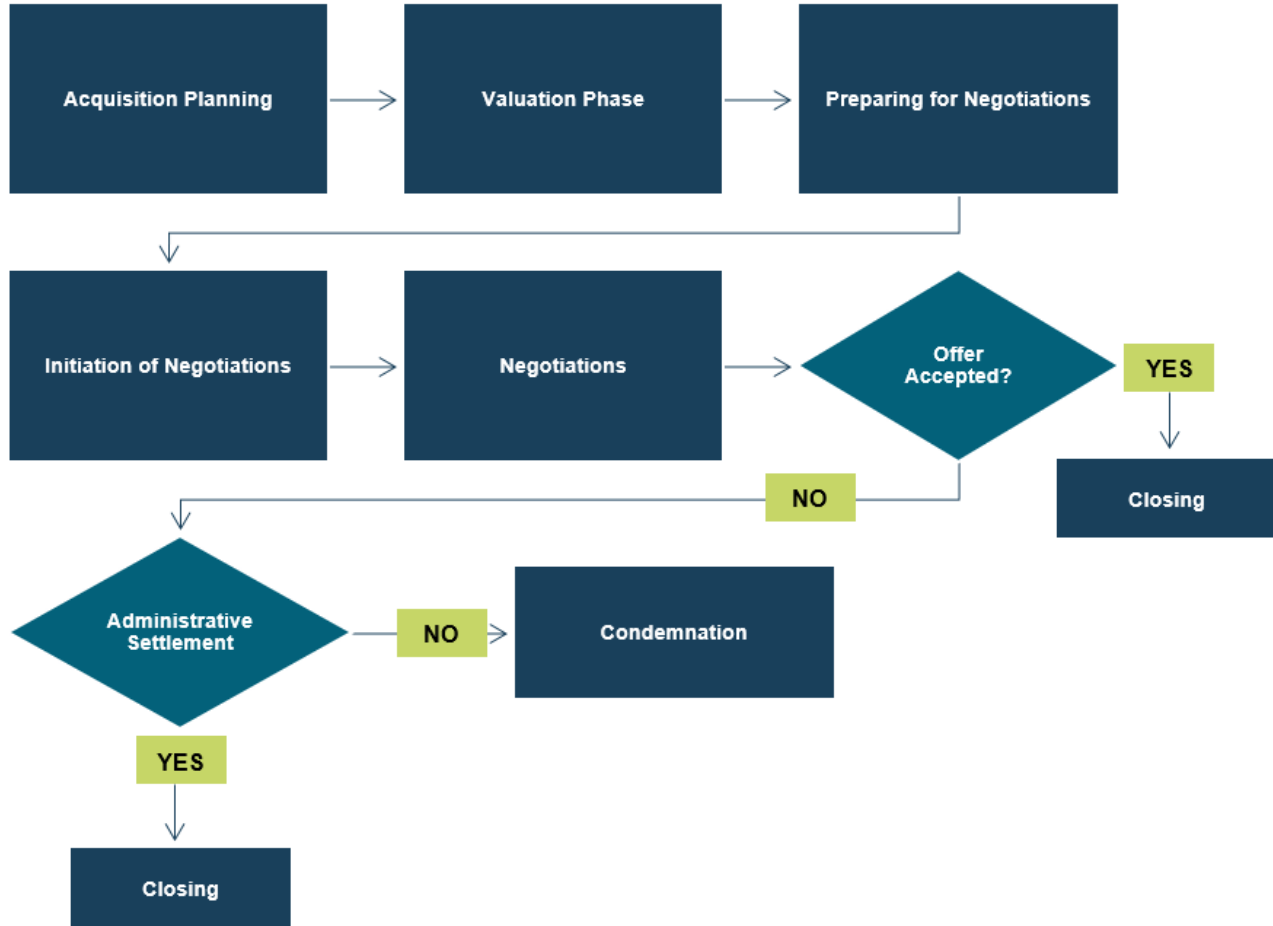 Acquisition Planning
Valuation Phase
Preparing for Negotiations
Initiation of Negotiations
Negotiations
Offer
Accepted?
YES
Closing
NO
Administrative
Settlement
NO
Condemnation
YES
Closing